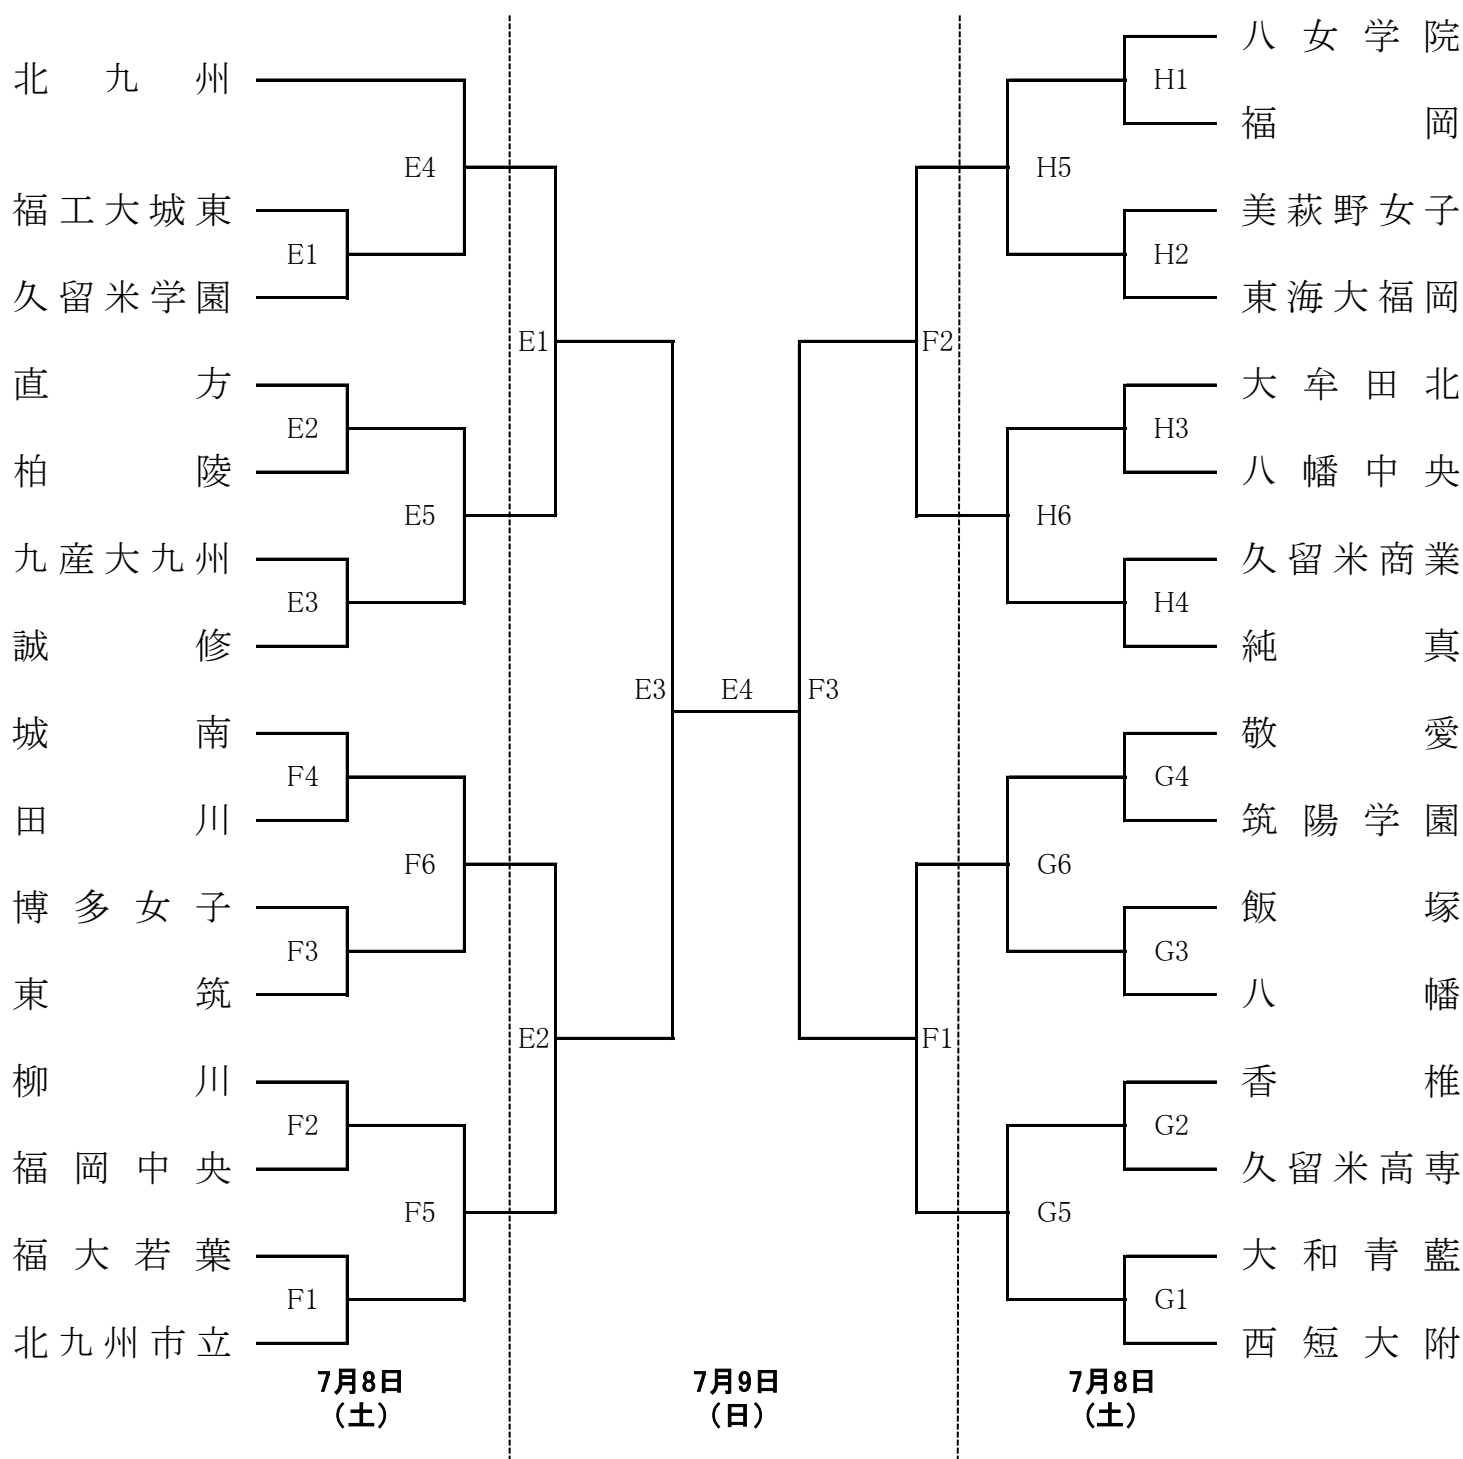 北九州
福工大城東
久留米学園
直方
柏陵
九産大九州
誠修
城南
田川
博多女子
東筑
柳川
福岡中央
福大若葉
北九州市立
E1
E2
E3
F4
F3
F2
F1
E4
E5
F6
F5
E1
E2
E3
E4
F3
F2
F1
H5
H6
G6
G5
H1
H2
H3
H4
G4
G3
G2
G1
八女学院
福岡
美萩野女子
東海大福岡
大牟田北
八幡中央
久留米商業
純真
敬愛
筑陽学園
飯塚
八幡
香椎
久留米高専
大和青藍
西短大附
7月8日
(土)
7月9日
(日)
7月8日
(土)